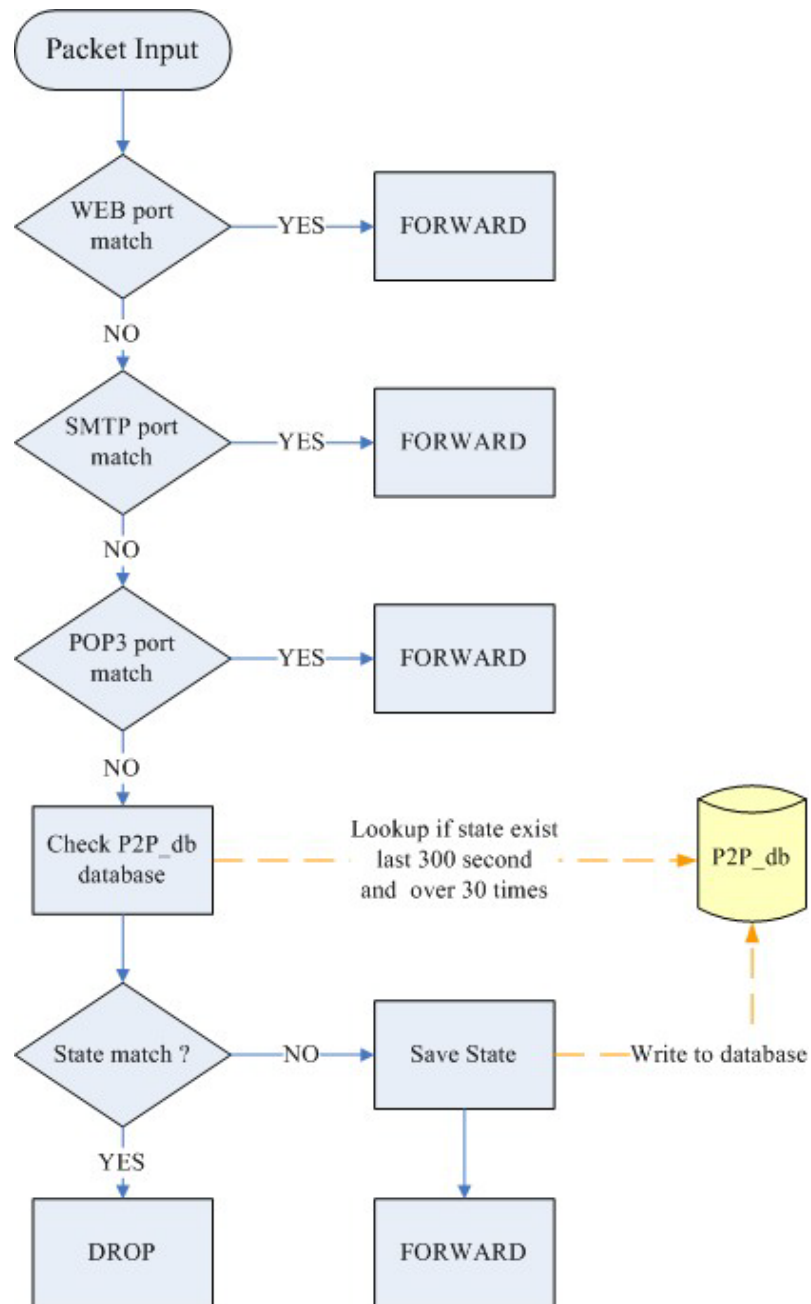 Packet Input
WEB port
match
YES
FORWARD
NO
SMTP port
match
YES
FORWARD
NO
POP3 port
match
YES
FORWARD
NO
Check P2P_db
database
Lookup if state exist
last 300 second
and over 30 times
P2P_db
State match ?
NO
Save State
Write to database
YES
DROP
FORWARD